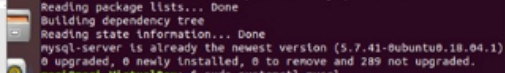 Reading package lists... Done
Building dependency tree
Reading state information... Done
mysql-server is already the newest version (5.7.41-0ubuntu0.18.04.1)
0 upgraded, 0 newly installed, 0 to remove and 289 not upgraded.